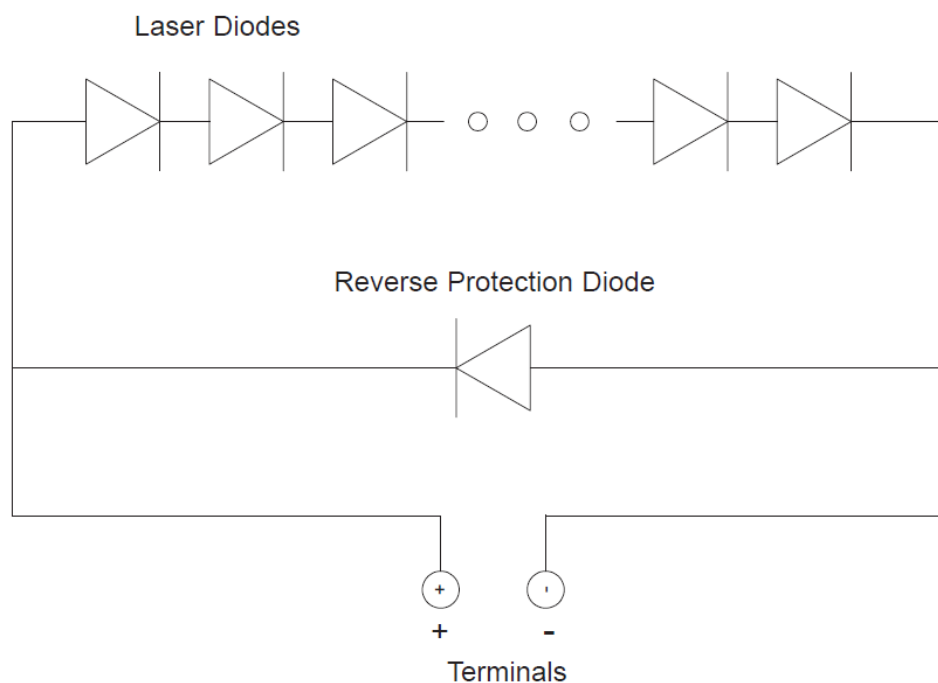 Laser Diodes
Reverse Protection Diode
+ -
+ -
Terminals